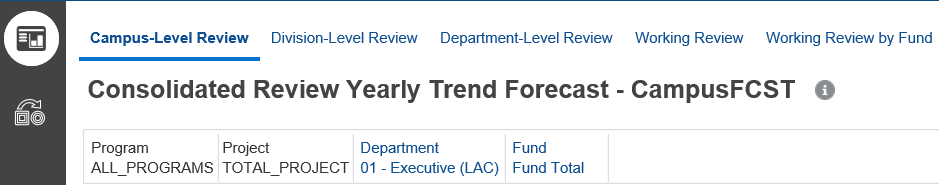 Campus-Level Review Division-Level Review Department-Level Review Working Review Working Review by Fund
Consolidated Review Yearly Trend Forecast - CampusFCST
Program Project Department Fund
ALL_PROGRAMS TOTAL_PROJECT 01 - Executive (LAC) Fund Total